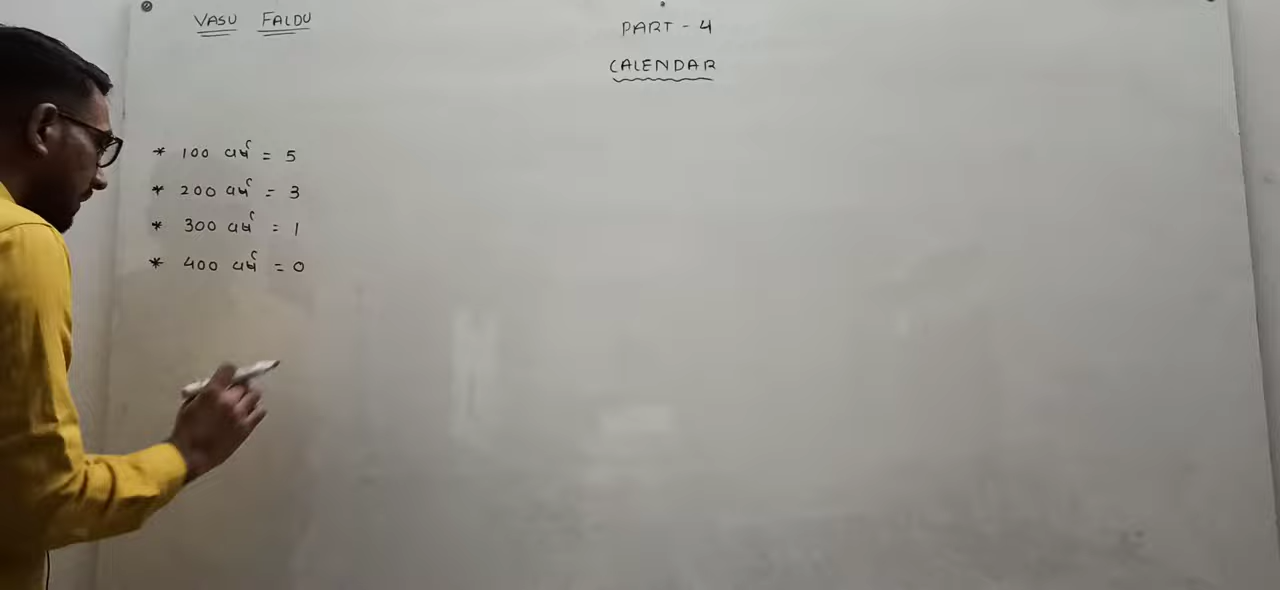 VASU FALDU
PART - 4
CALENDAR
* 100 વર્ષ = 5
* 200 વર્ષ = 3
* 300 વર્ષ = 1
* 400 વર્ષ = 0